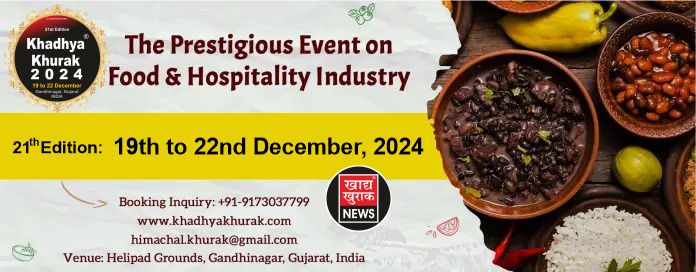 21st Edition
Khadhya ®
Khurak
2024
19 to 22 December
Gandhinagar, Gujarat
INDIA
The Prestigious Event on
Food & Hospitality Industry
21th Edition: 19th to 22nd December, 2024
Booking Inquiry: +91-9173037799
www.khadhyakhurak.com
himachal.khurak@gmail.com
Venue: Helipad Grounds, Gandhinagar, Gujarat, India
खाद्य
खुराक
NEWS